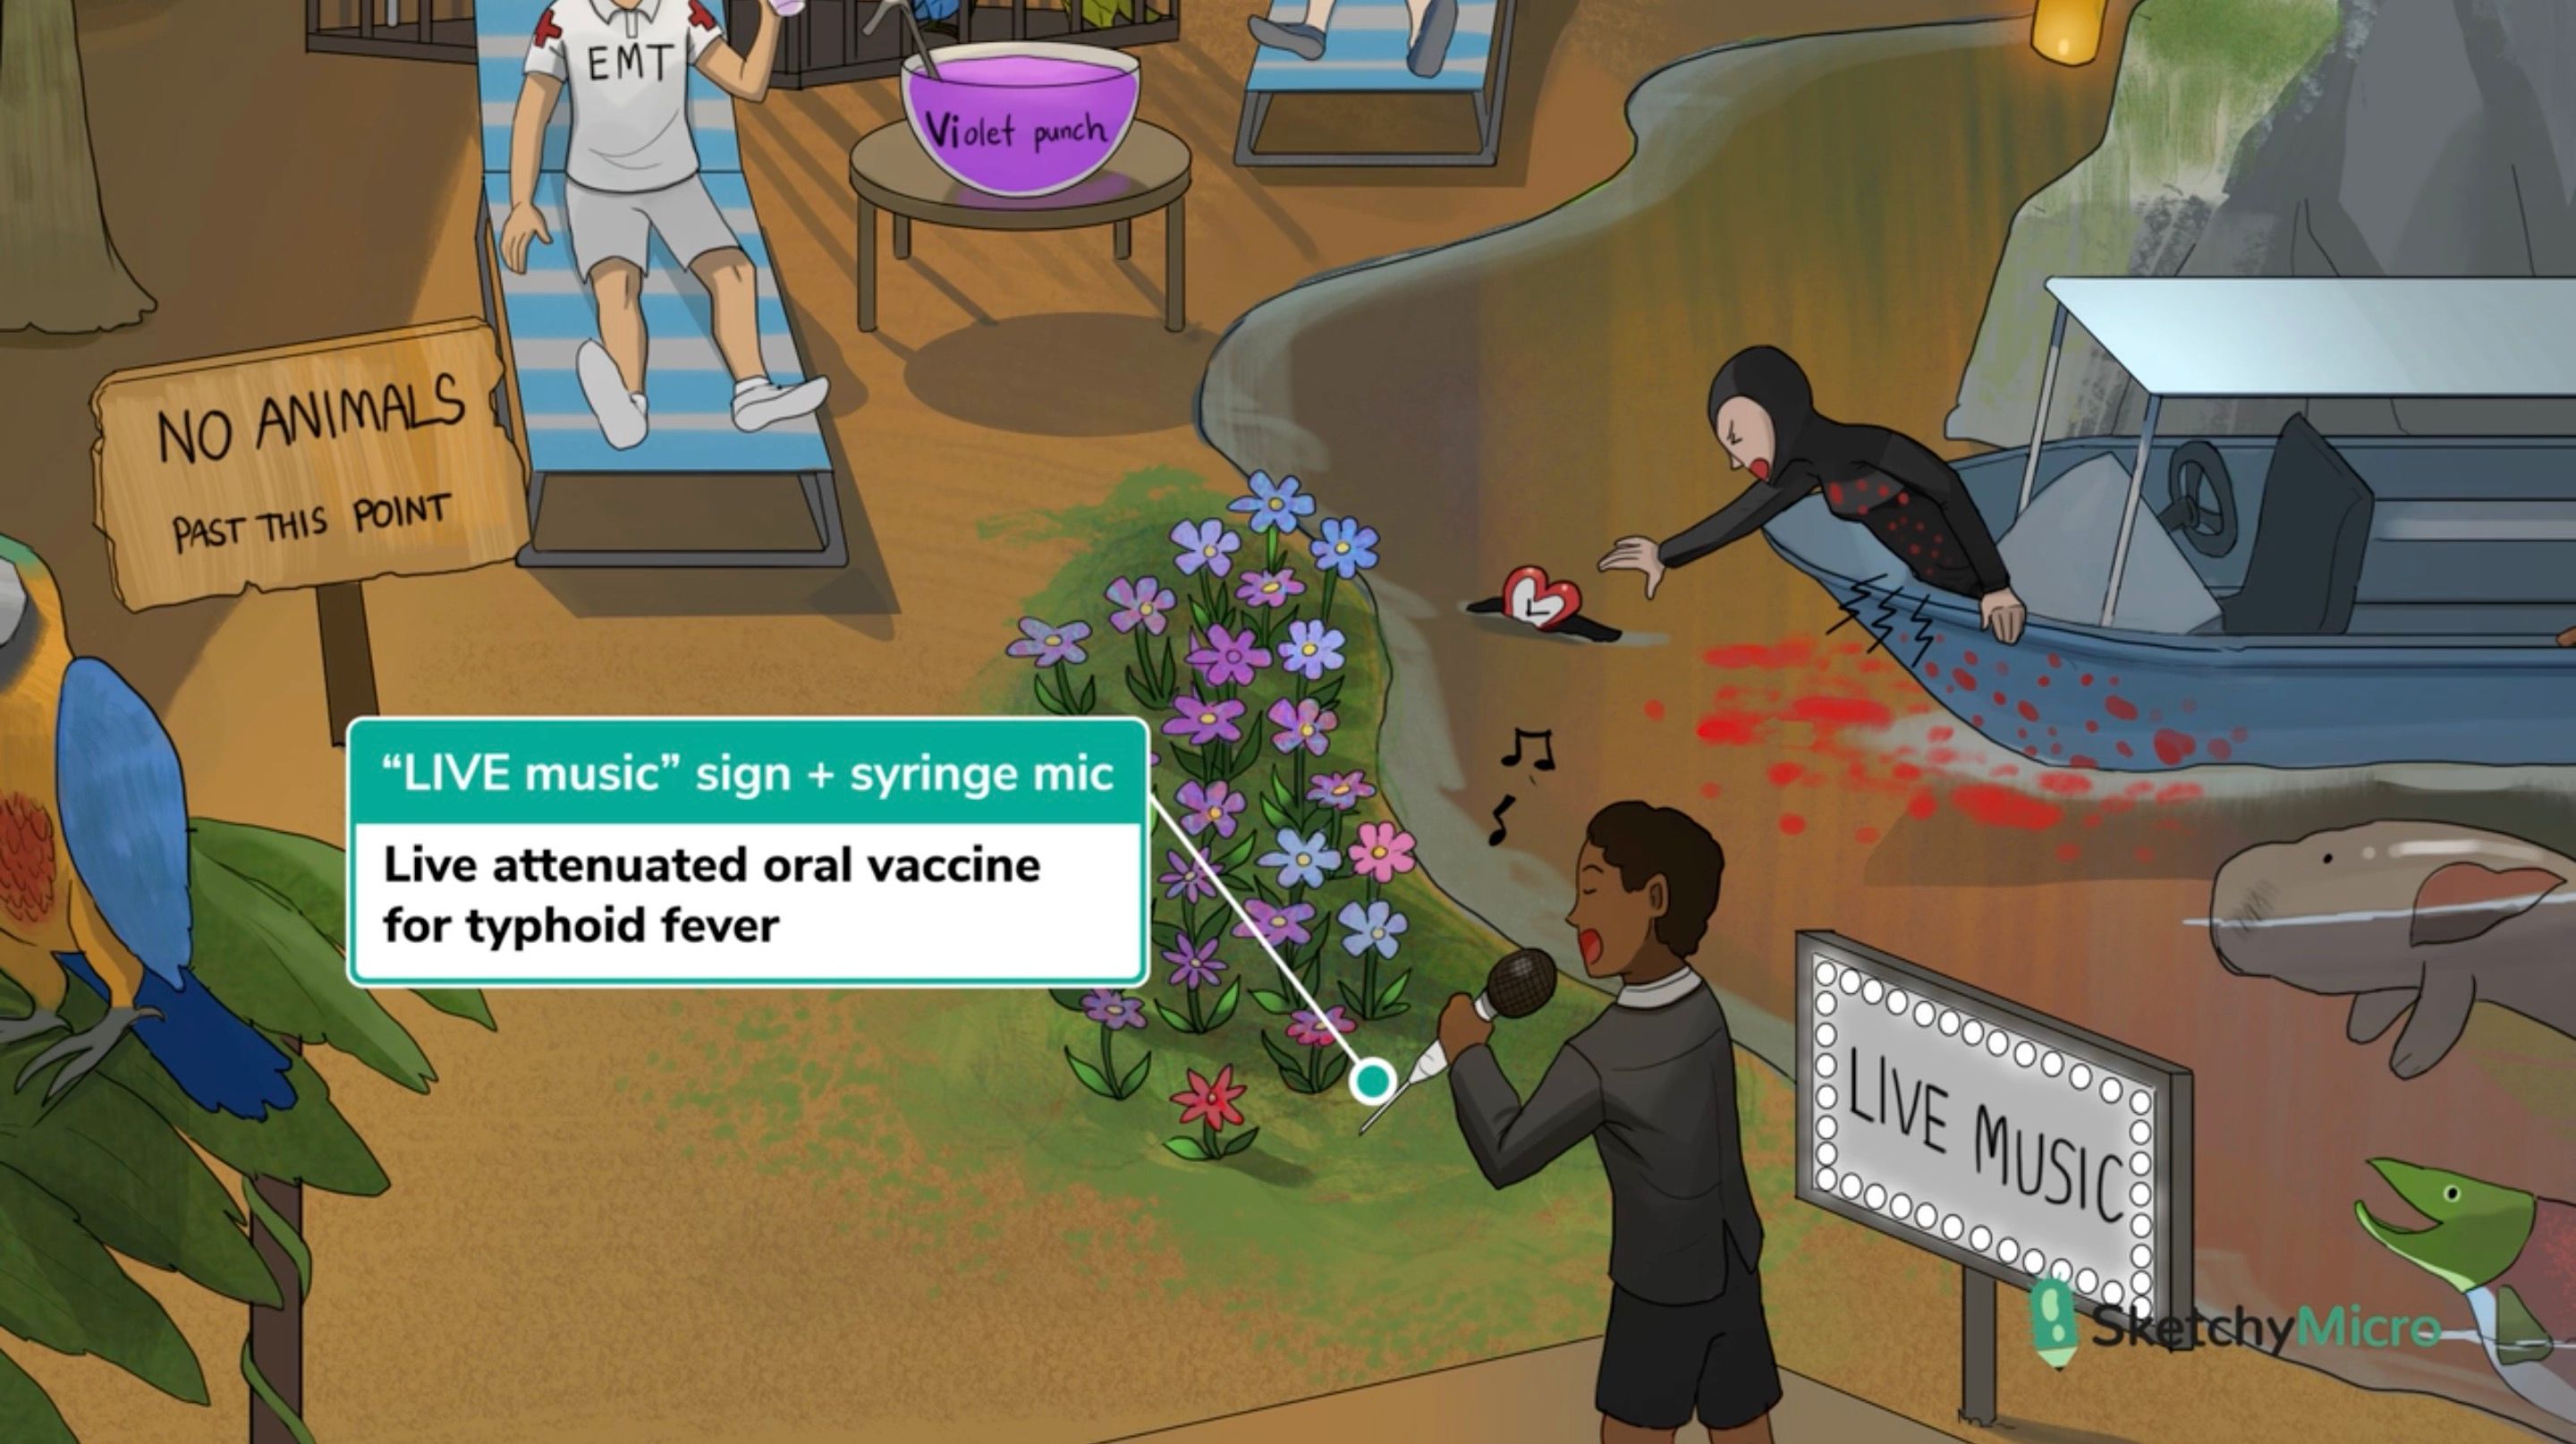 EMT
Violet punch
NO ANIMALS
PAST THIS POINT
“LIVE music” sign + syringe mic
Live attenuated oral vaccine
for typhoid fever
LIVE MUSIC
SketchyMicro